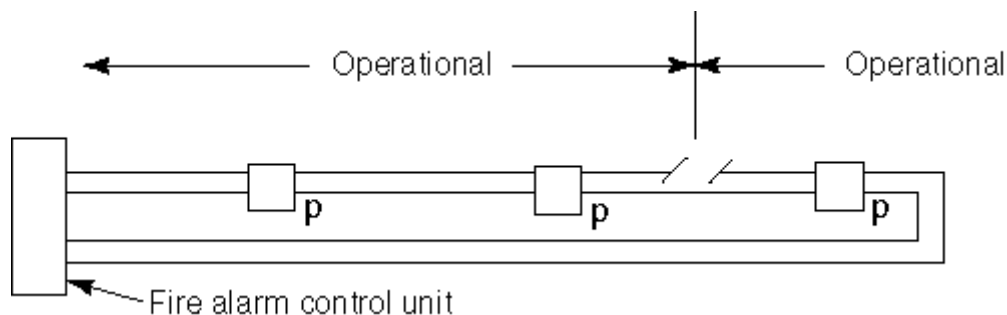 Operational
Operational
p
p
p
Fire alarm control unit